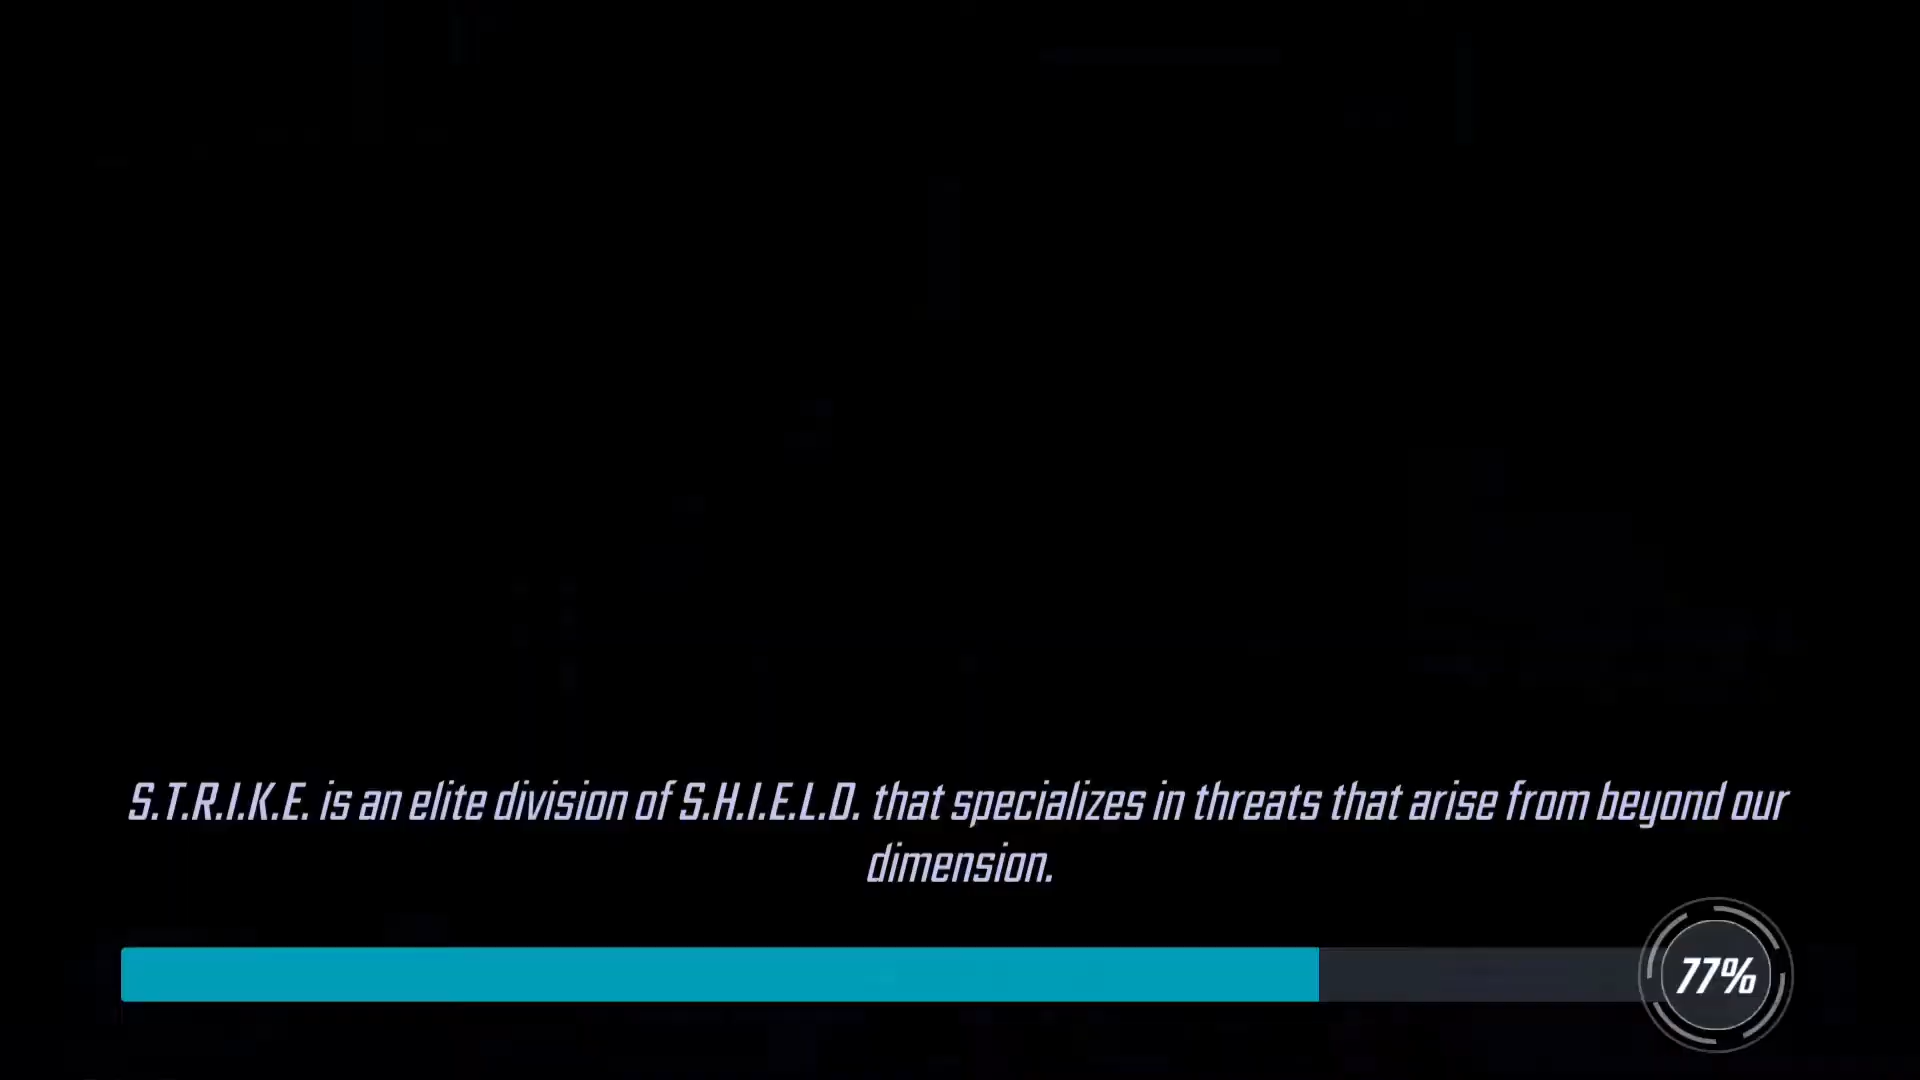 S.T.R.I.K.E. is an elite division of S.H.I.E.L.D. that specializes in threats that arise from beyond our
dimension.
77%